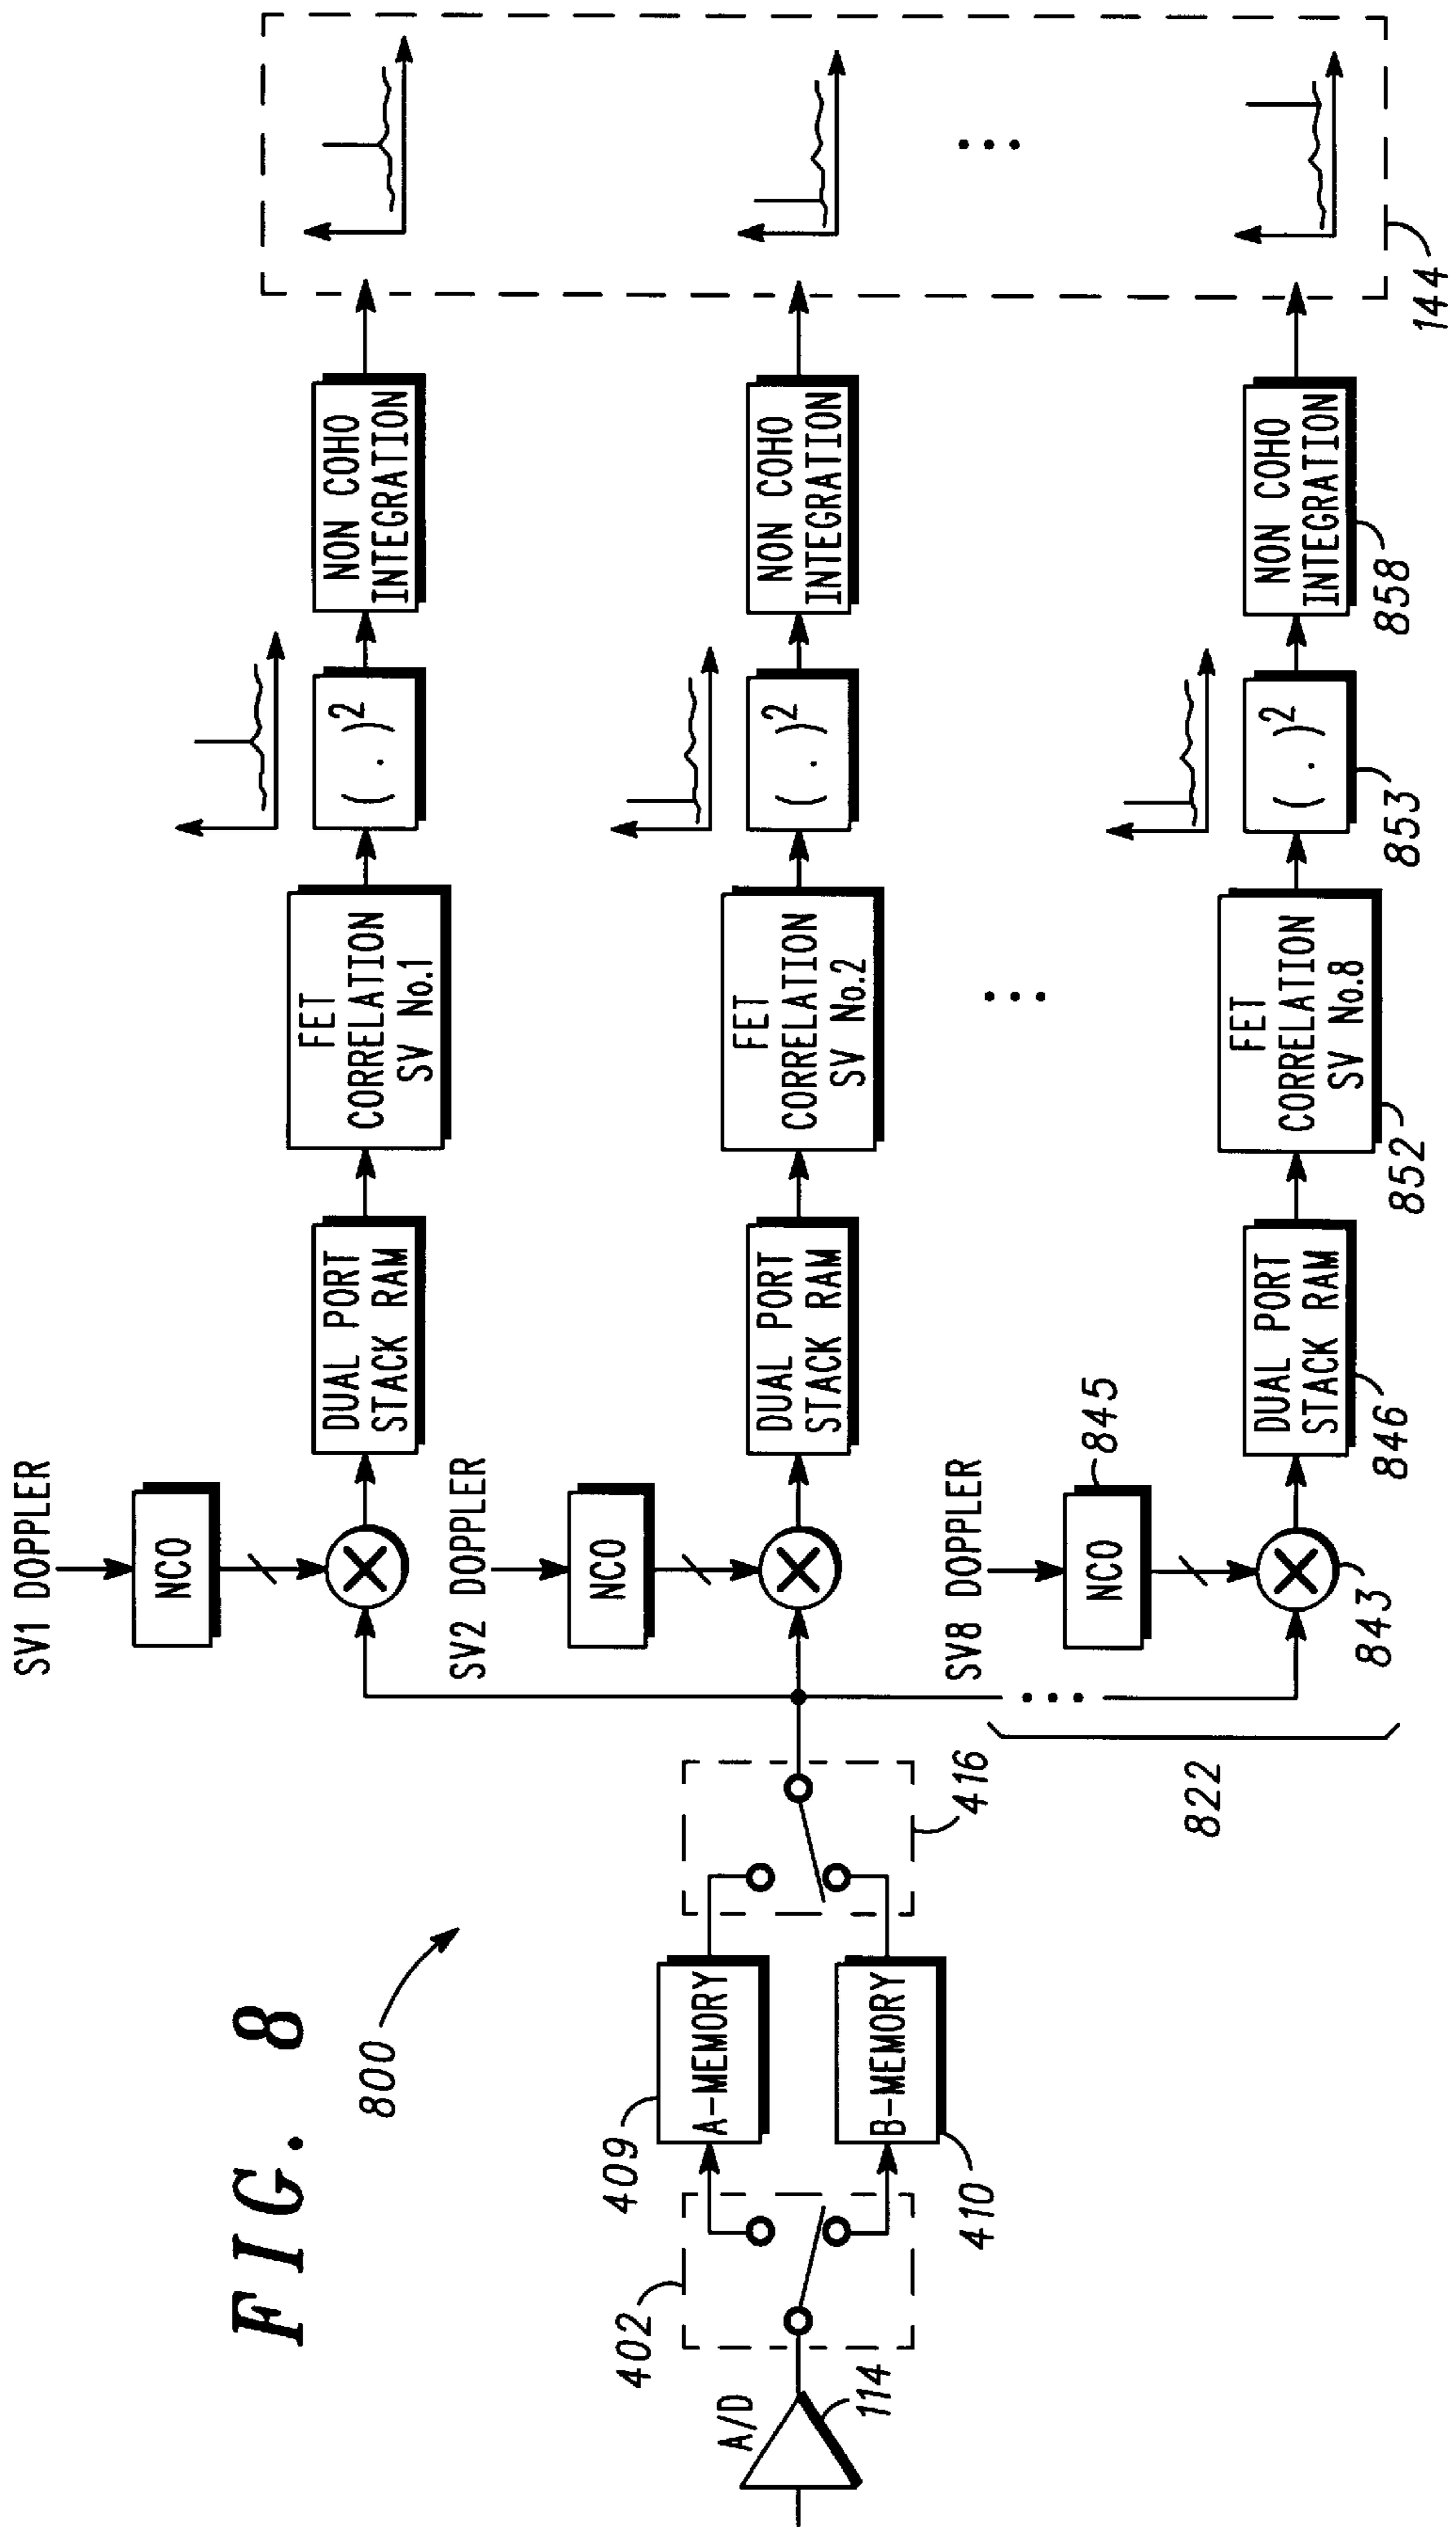 FIG. 8
800
A/D
114
402
409
A-MEMORY
B-MEMORY
410
416
822
SV1 DOPPLER
NCO
DUAL PORT
STACK RAM
FET
CORRELATION
SV No.1
( . )2
NON COHO
INTEGRATION
SV2 DOPPLER
NCO
DUAL PORT
STACK RAM
FET
CORRELATION
SV No.2
( . )2
NON COHO
INTEGRATION
SV8 DOPPLER
NCO
845
843
DUAL PORT
STACK RAM
846
FET
CORRELATION
SV No.8
852
( . )2
853
NON COHO
INTEGRATION
858
144